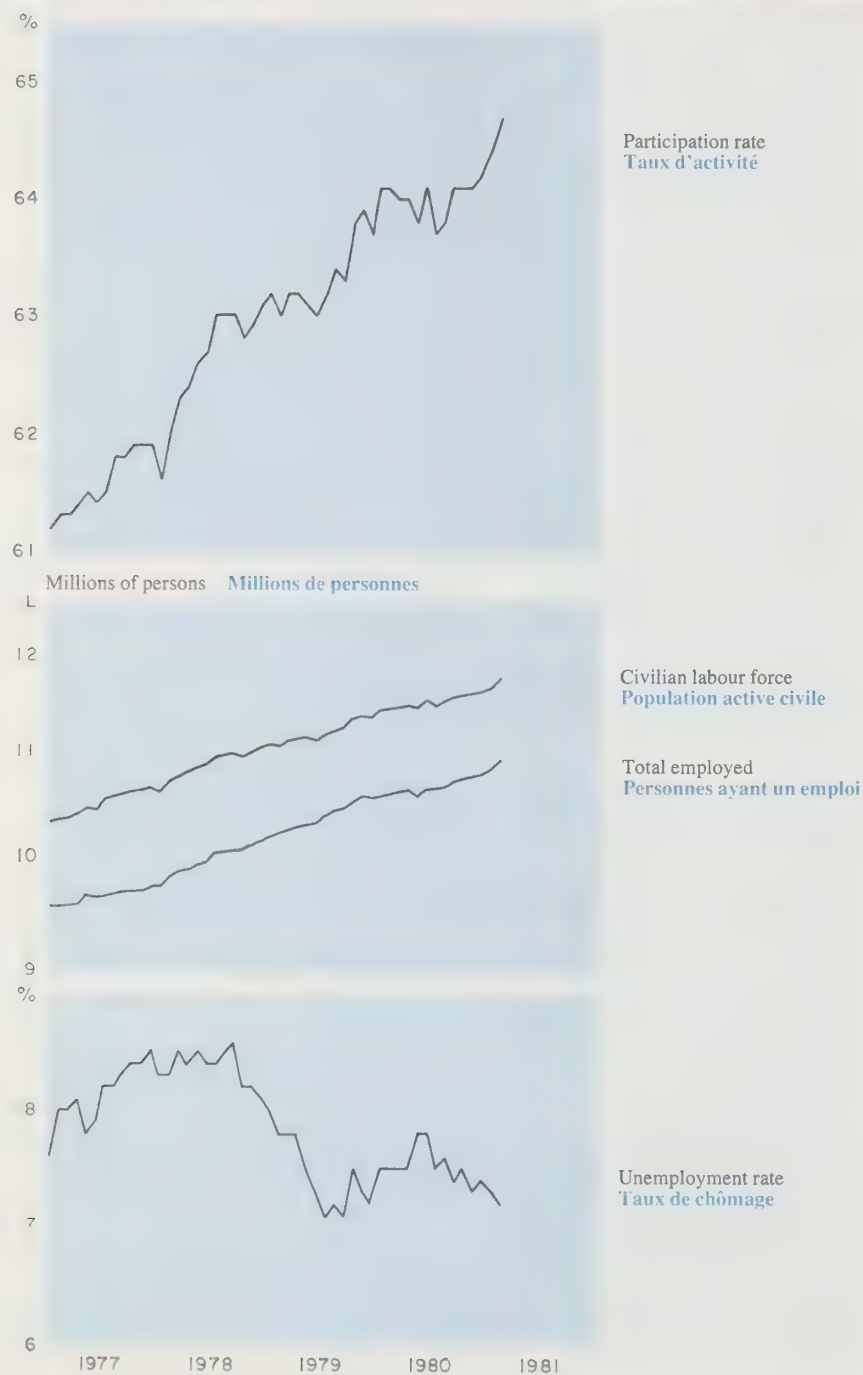 %
65
Participation rate
Taux d'activité
64
63
62
61
Millions of persons Millions de personnes
L
12
Civilian labour force
Population active civile
11
Total employed
Personnes ayant un emploi
10
9
%
8
Unemployment rate
Taux de chômage
7
6
1977 1978 1979 1980 1981